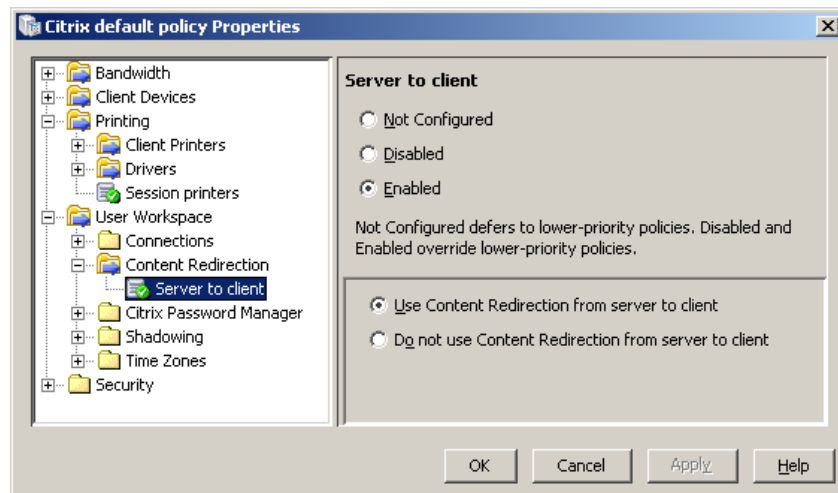 Citrix default policy Properties
Bandwidth
Client Devices
Printing
Client Printers
Drivers
Session printers
User Workspace
Connections
Content Redirection
Server to client
Citrix Password Manager
Shadowing
Time Zones
Security
Server to client
Not Configured
Disabled
Enabled
Not Configured defers to lower-priority policies. Disabled and
Enabled override lower-priority policies.
Use Content Redirection from server to client
Do not use Content Redirection from server to client
OK
Cancel
Apply
Help